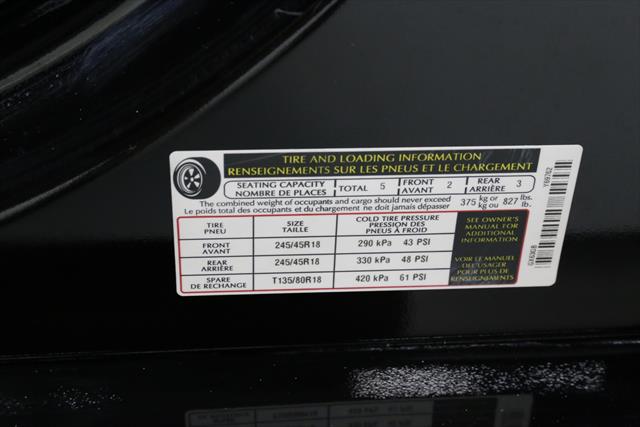 TIRE AND LOADING INFORMATION
RENSEIGNEMENTS SUR LES PNEUS ET LE CHARGEMENT
SEATING CAPACITY
NOMBRE DE PLACES
TOTAL 5
FRONT
AVANT 2
REAR
ARRIÈRE 3
The combined weight of occupants and cargo should never exceed 375 kg or 827 lbs.
Le poids total des occupants et du chargement ne doit jamais dépasser kg ou lb.
TIRE
PNEU
SIZE
TAILLE
COLD TIRE PRESSURE
PRESSION DES
PNEUS À FROID
SEE OWNER'S
MANUAL FOR
ADDITIONAL
INFORMATION
FRONT
AVANT
245/45R18
290 kPa 43 PSI
REAR
ARRIÈRE
245/45R18
330 kPa 48 PSI
SPARE
DE RECHANGE
T135/80R18
420 kPa 61 PSI
VOIR LE MANUEL
DE L'USAGER
POUR PLUS DE
RENSEIGNEMENTS